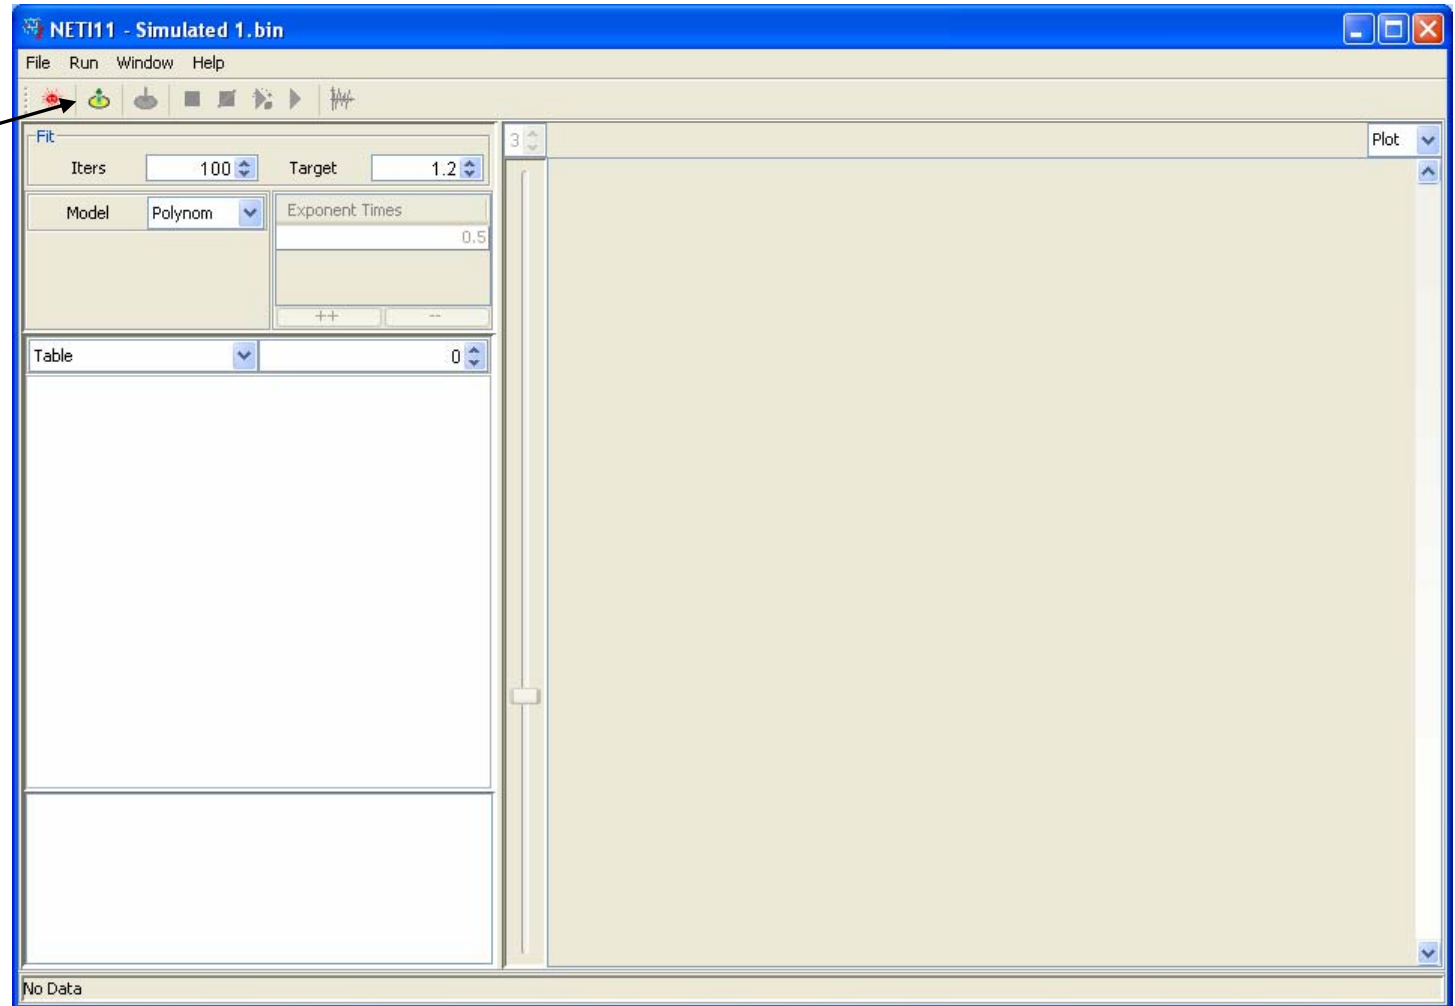 NETI11 - Simulated 1.bin
File Run Window Help
Fit
Iters 100 Target 1.2
Model Polynom
Exponent Times
0.5
++ --
Table 0
3
Plot
No Data